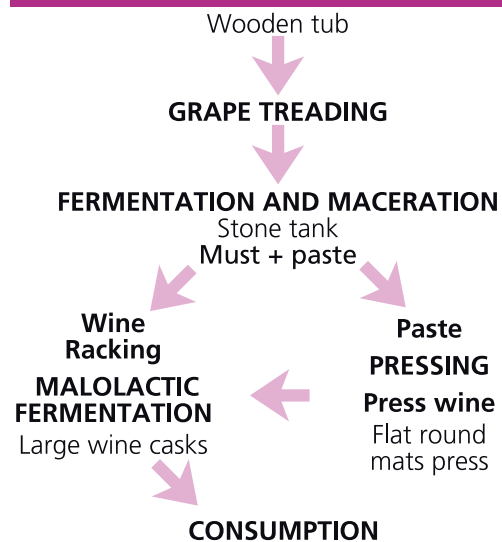 Wooden tub
GRAPE TREADING
FERMENTATION AND MACERATION
Stone tank
Must + paste
Wine
Racking
MALOLACTIC
FERMENTATION
Large wine casks
Paste
PRESSING
Press wine
Flat round
mats press
CONSUMPTION